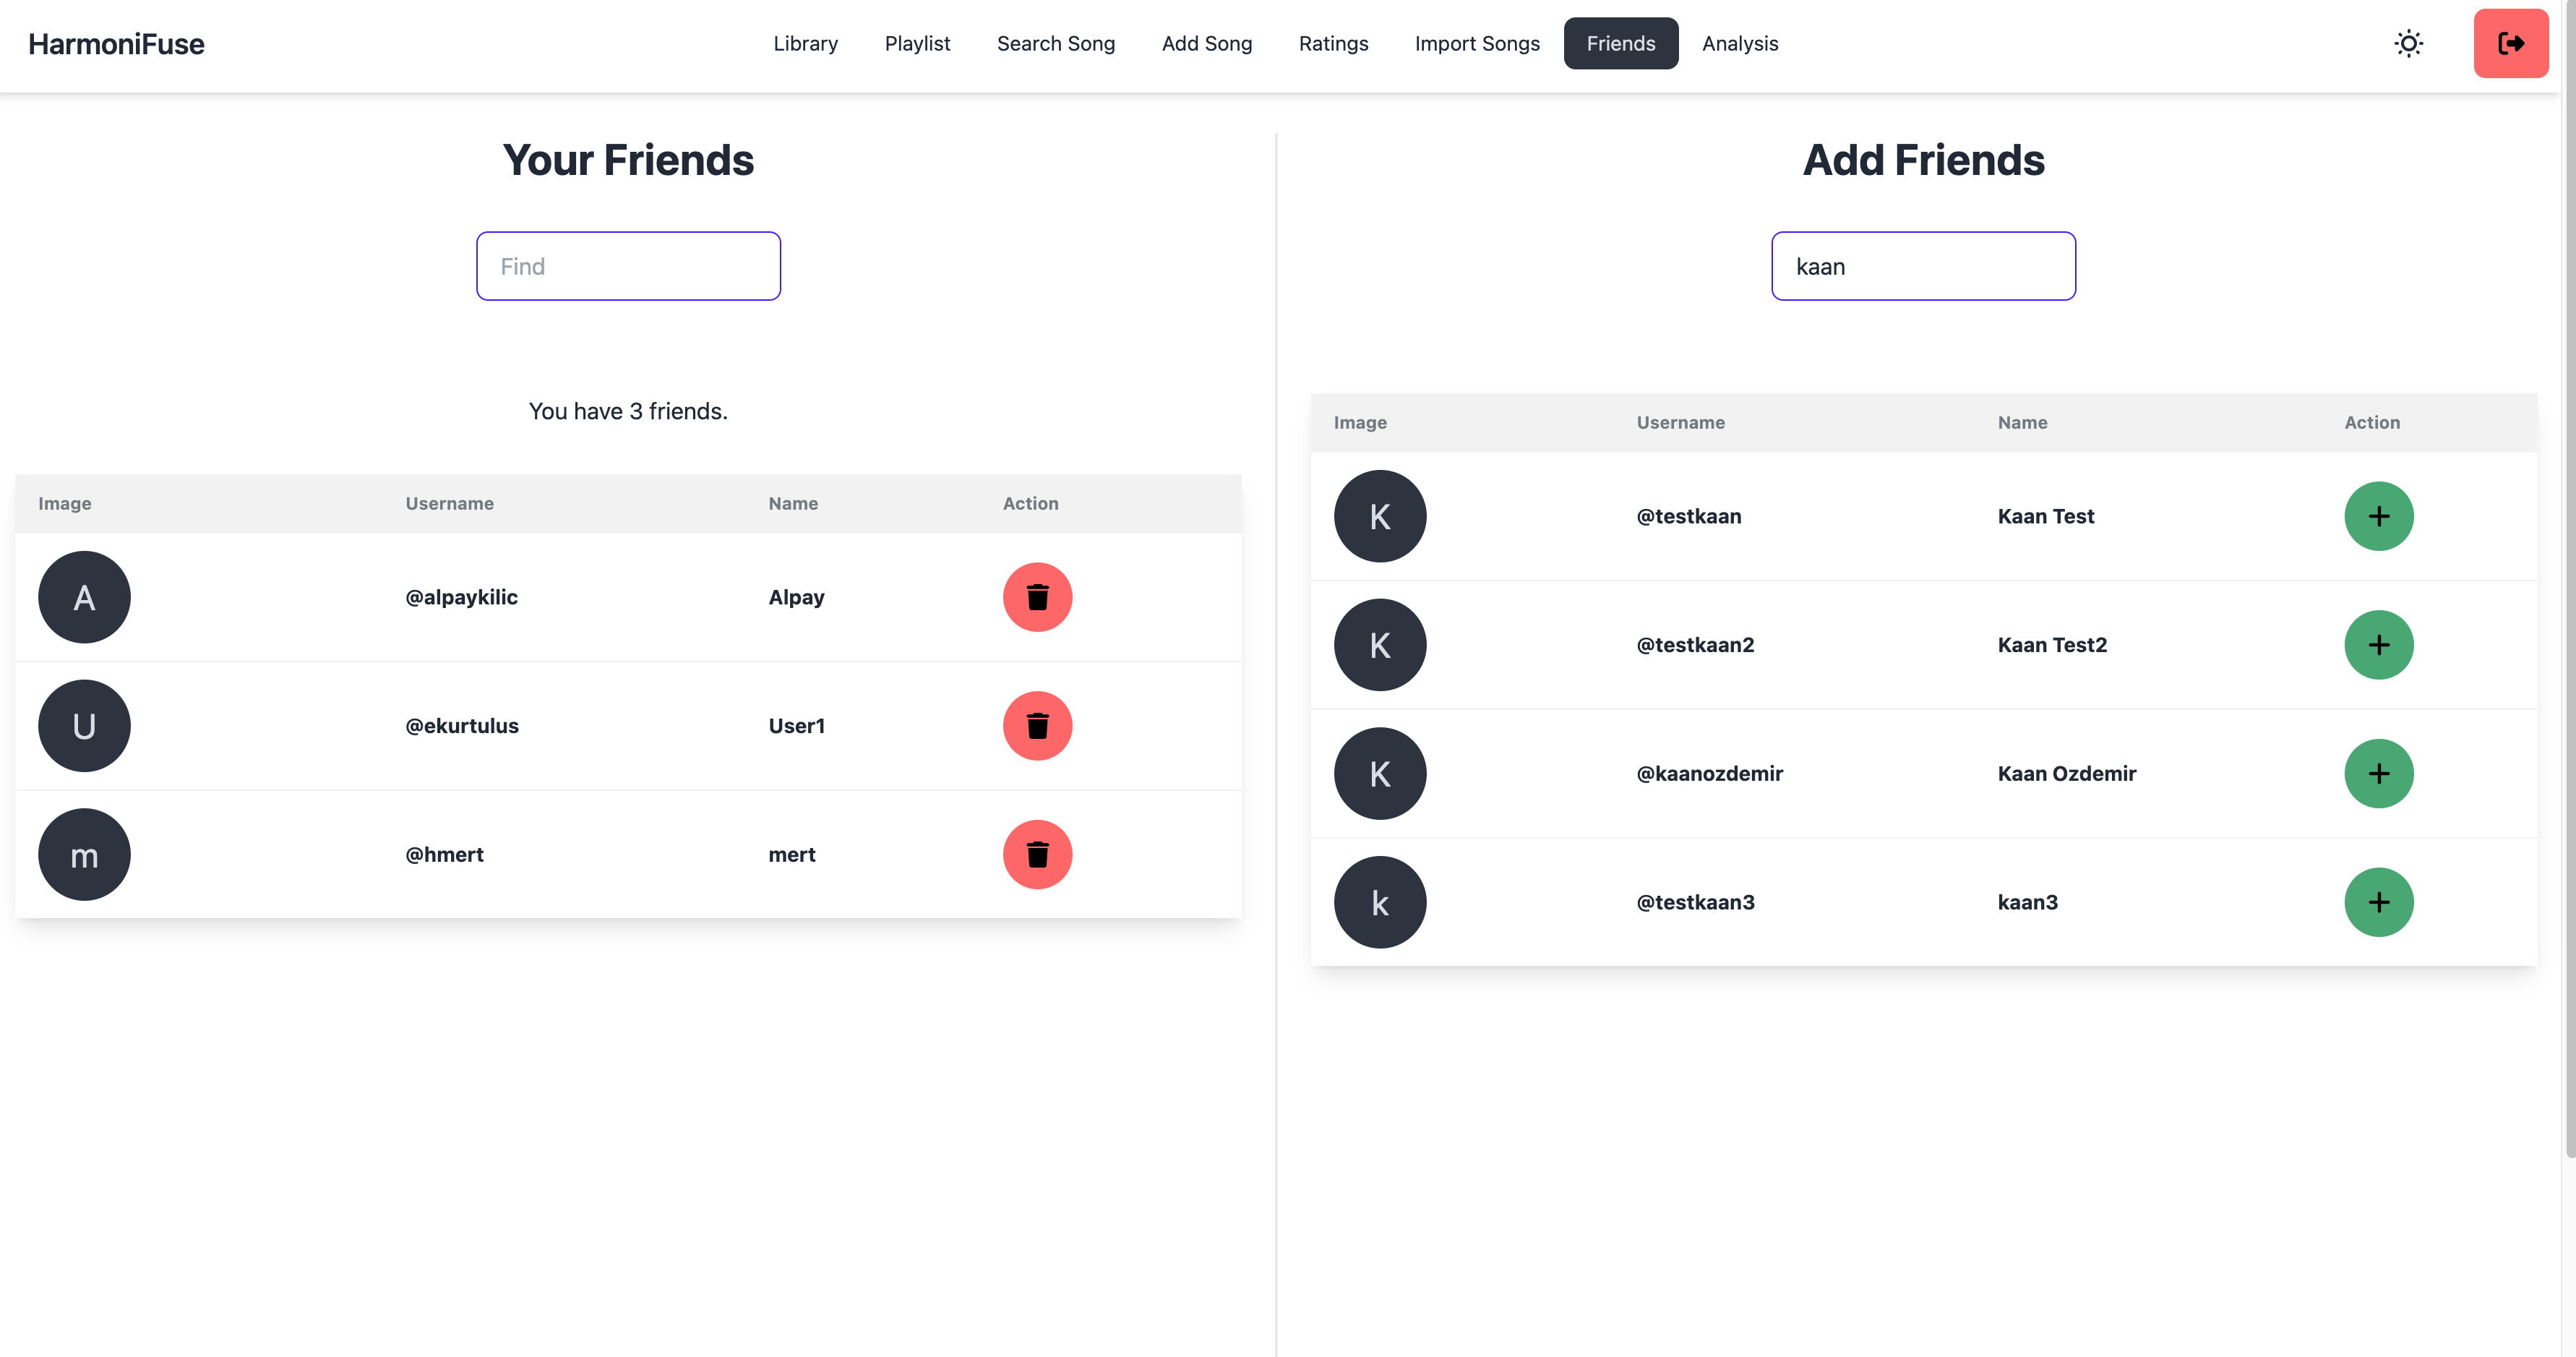 HarmoniFuse
Library Playlist Search Song Add Song Ratings Import Songs Friends Analysis
Your Friends
Find
You have 3 friends.
Image Username Name Action
A @alpaykilic Alpay
U @ekurtulus User1
m @hmert mert
Add Friends
kaan
Image Username Name Action
K @testkaan Kaan Test
K @testkaan2 Kaan Test2
K @kaanozdemir Kaan Ozdemir
k @testkaan3 kaan3